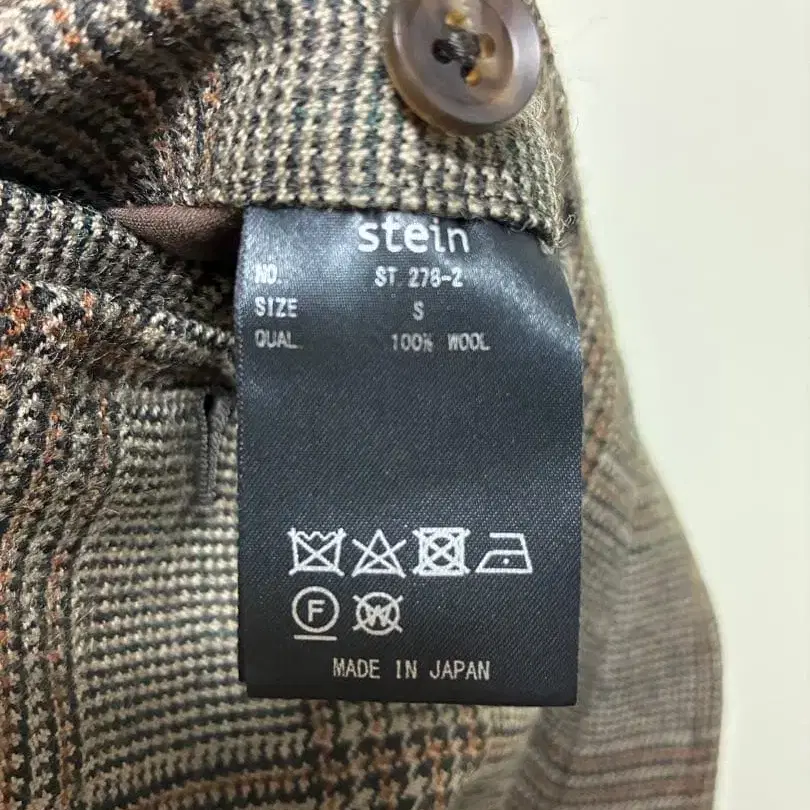 stein
NO. ST 278-2
SIZE S
QUAL. 100% WOOL
F W
MADE IN JAPAN